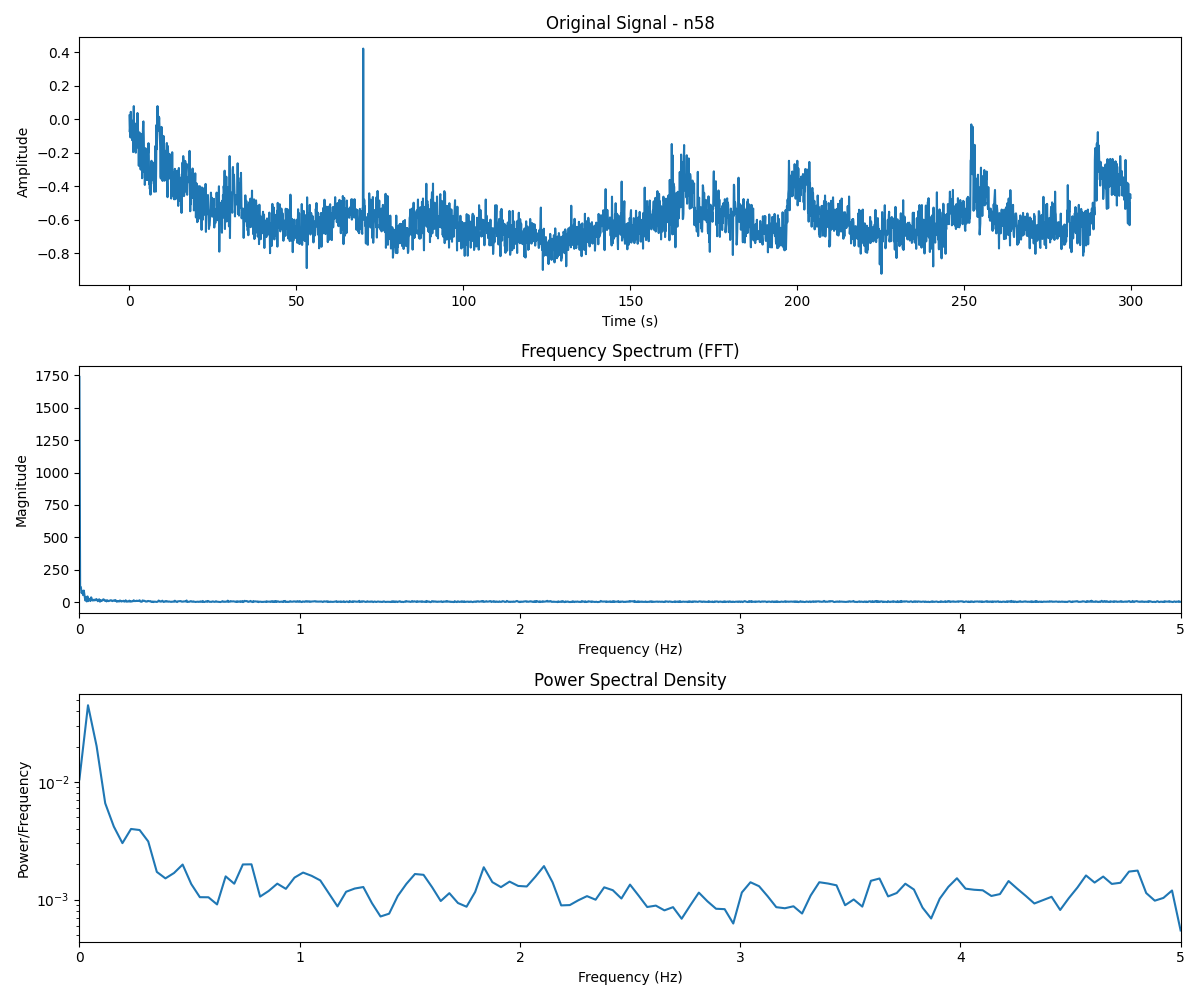 Original Signal - n58
0.4
0.2
0.0
−0.2
−0.4
−0.6
−0.8
Amplitude
0 50 100 150 200 250 300
Time (s)
Frequency Spectrum (FFT)
1750
1500
1250
1000
750
500
250
0
Magnitude
0 1 2 3 4 5
Frequency (Hz)
Power Spectral Density
10⁻²
10⁻³
Power/Frequency
0 1 2 3 4 5
Frequency (Hz)